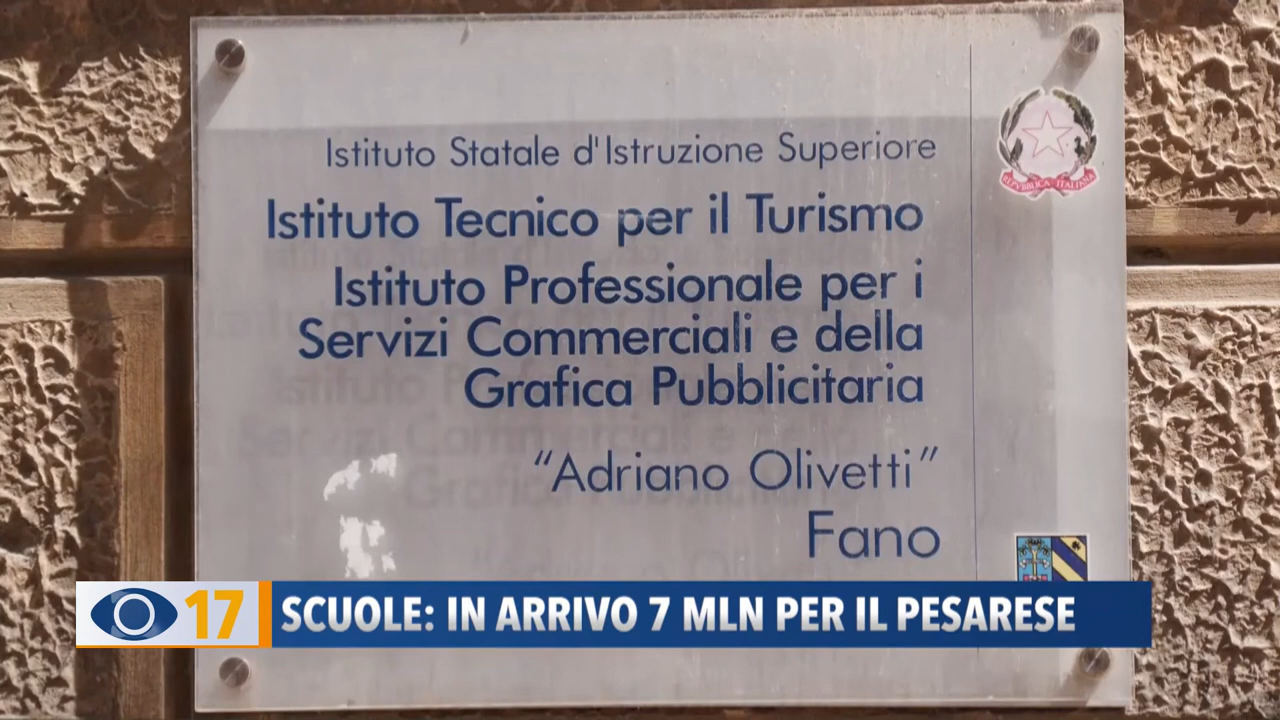 Istituto Statale d'Istruzione Superiore
REPVBBLICA ITALIANA
Istituto Tecnico per il Turismo
Istituto Professionale per i
Servizi Commerciali e della
Grafica Pubblicitaria
“Adriano Olivetti”
Fano
17 SCUOLE: IN ARRIVO 7 MLN PER IL PESARESE